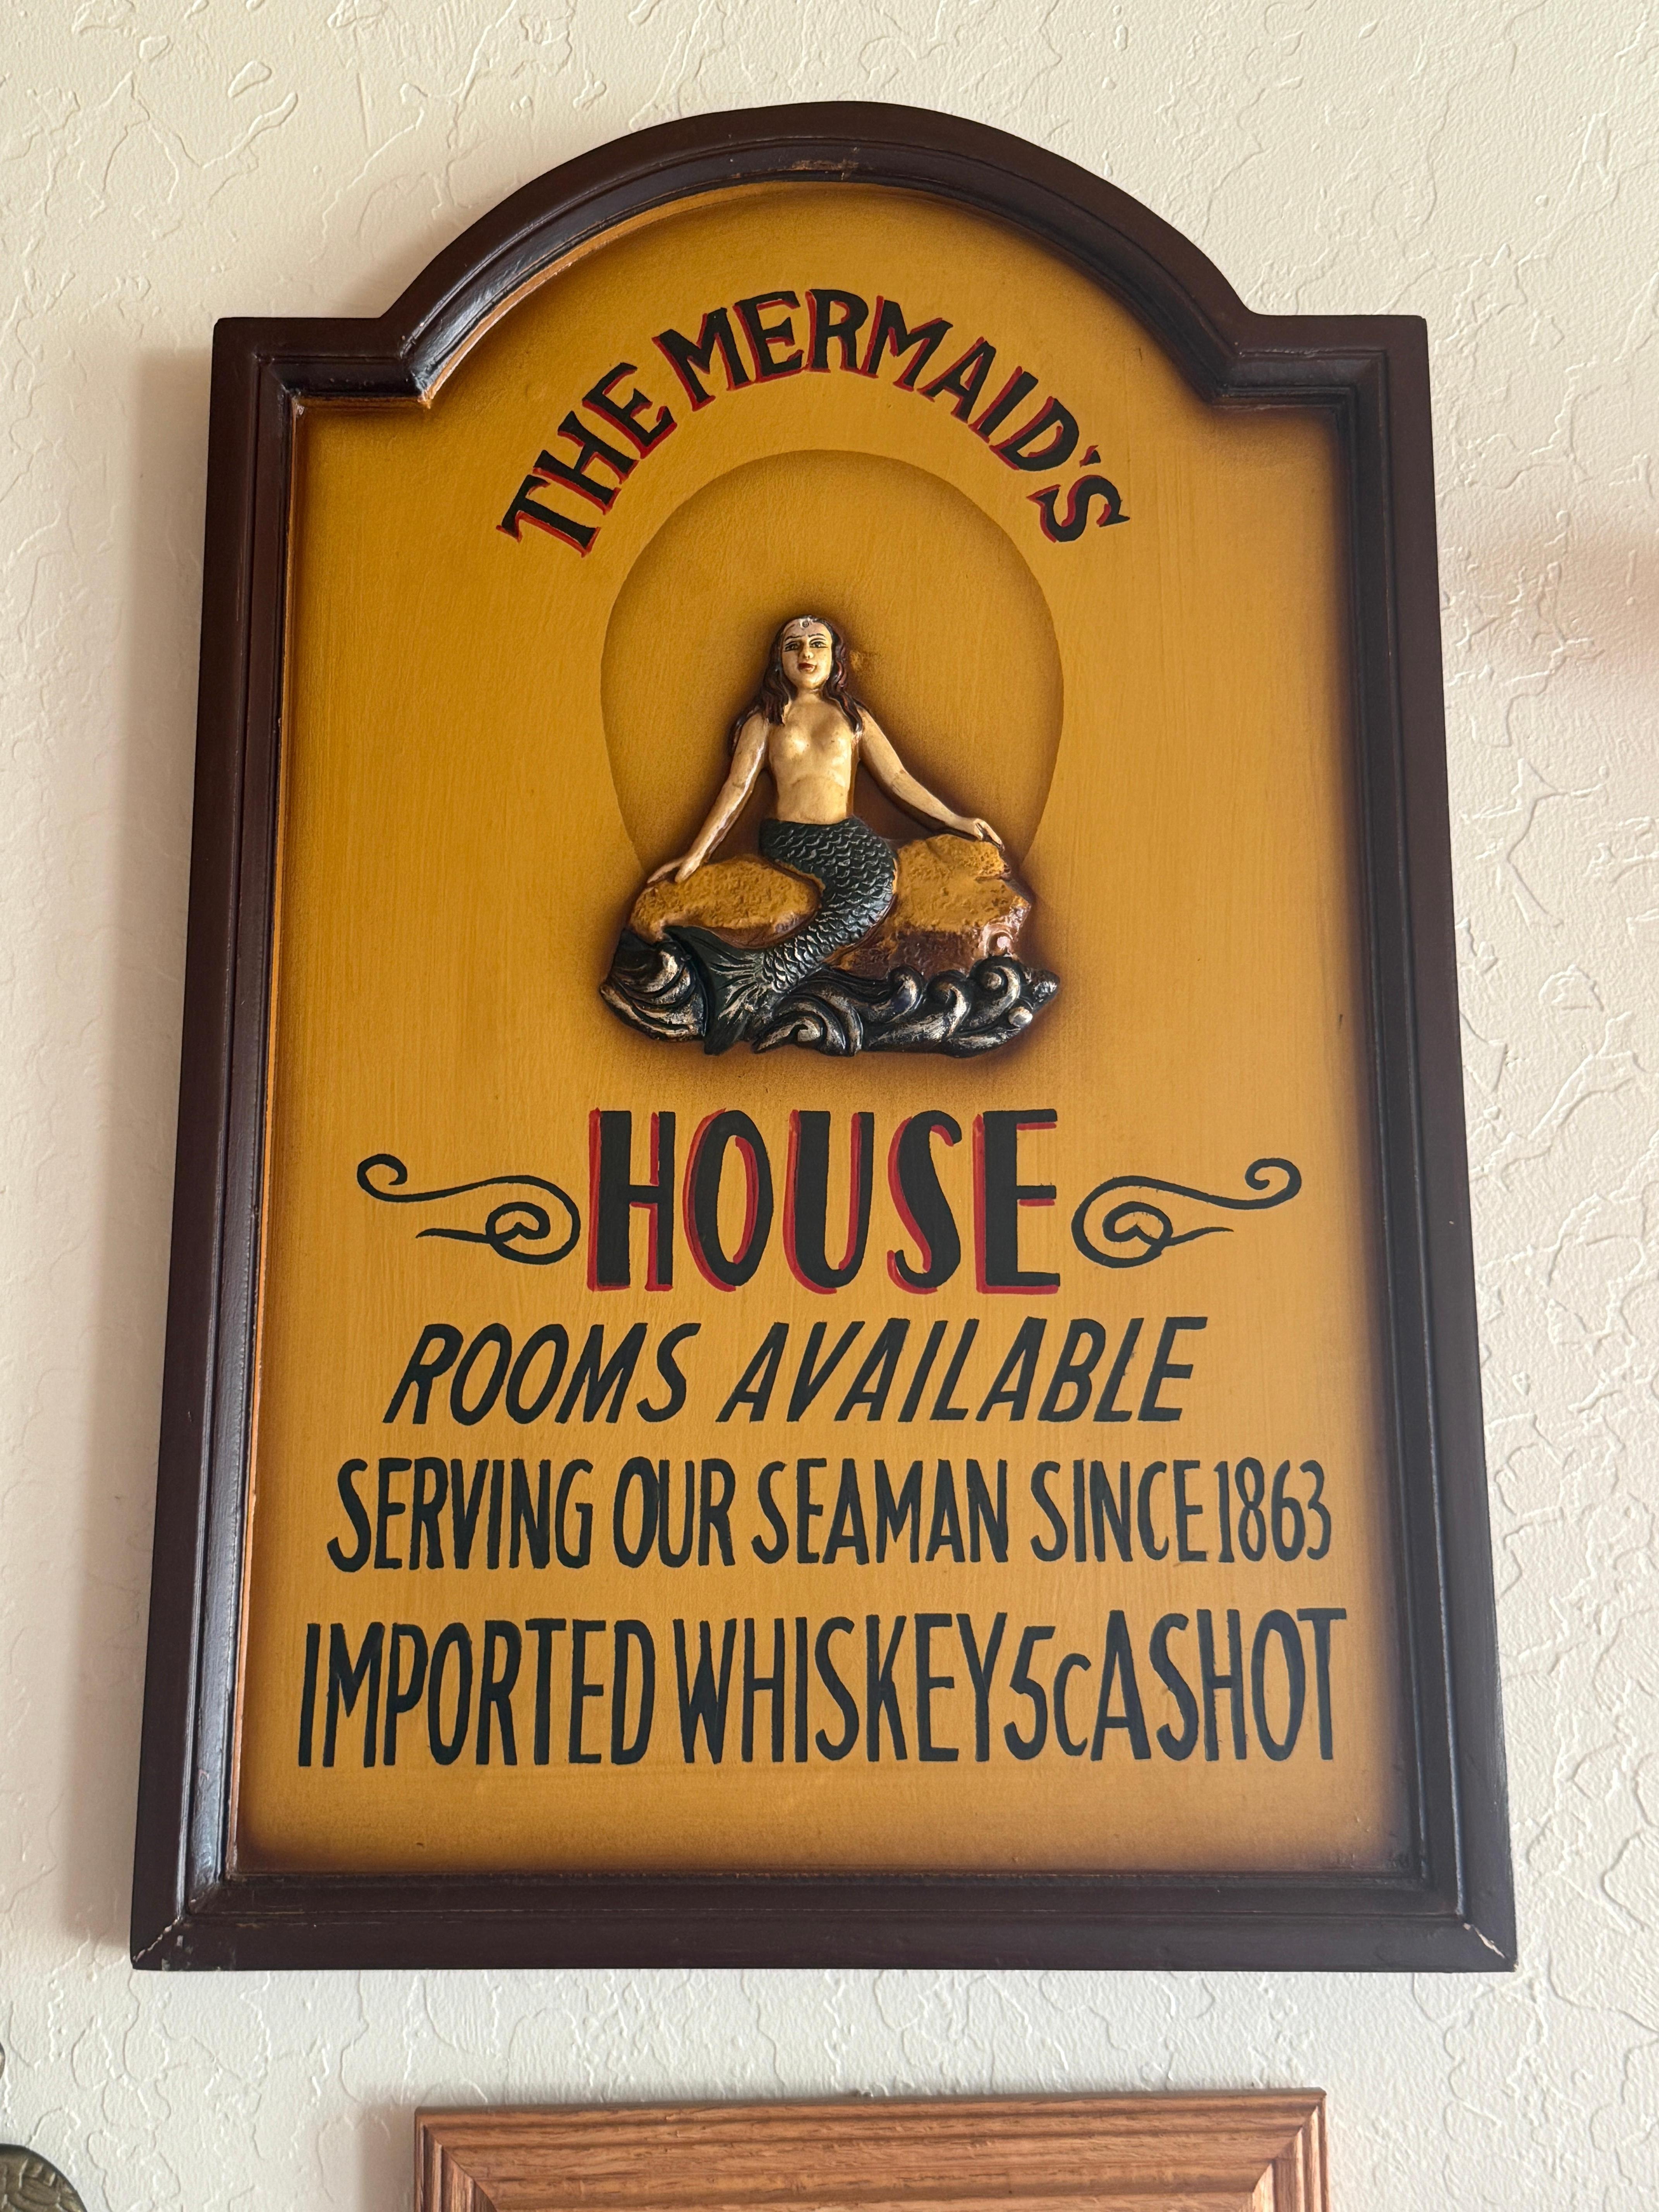 THE MERMAID'S
HOUSE
ROOMS AVAILABLE
SERVING OUR SEAMAN SINCE 1863
IMPORTED WHISKEY 5c A SHOT